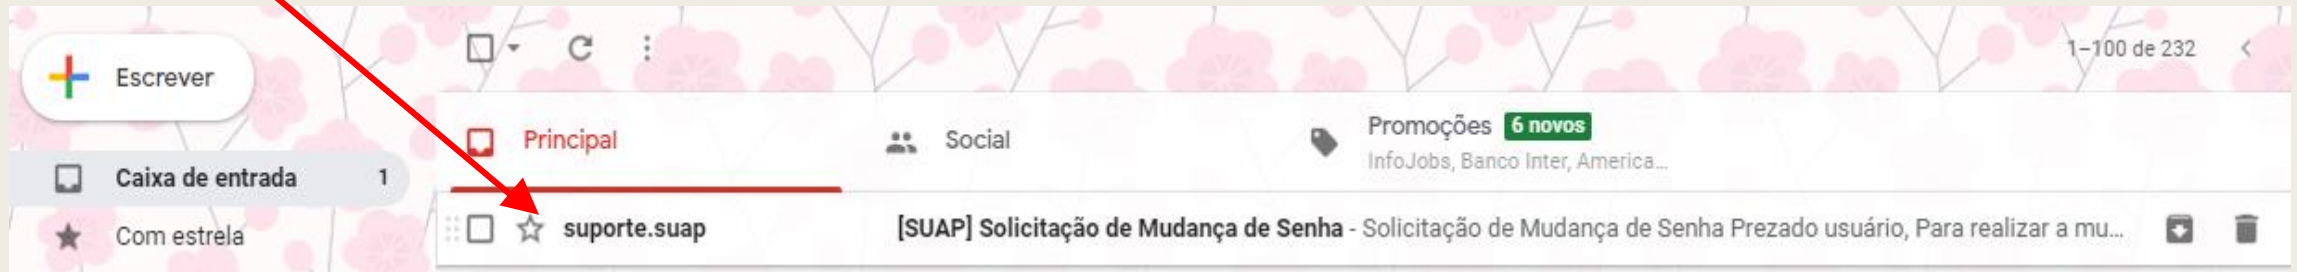 Escrever
1–100 de 232
Principal
Social
Promoções 6 novos
InfoJobs, Banco Inter, America...
Caixa de entrada 1
Com estrela
suporte.suap [SUAP] Solicitação de Mudança de Senha - Solicitação de Mudança de Senha Prezado usuário, Para realizar a mu...